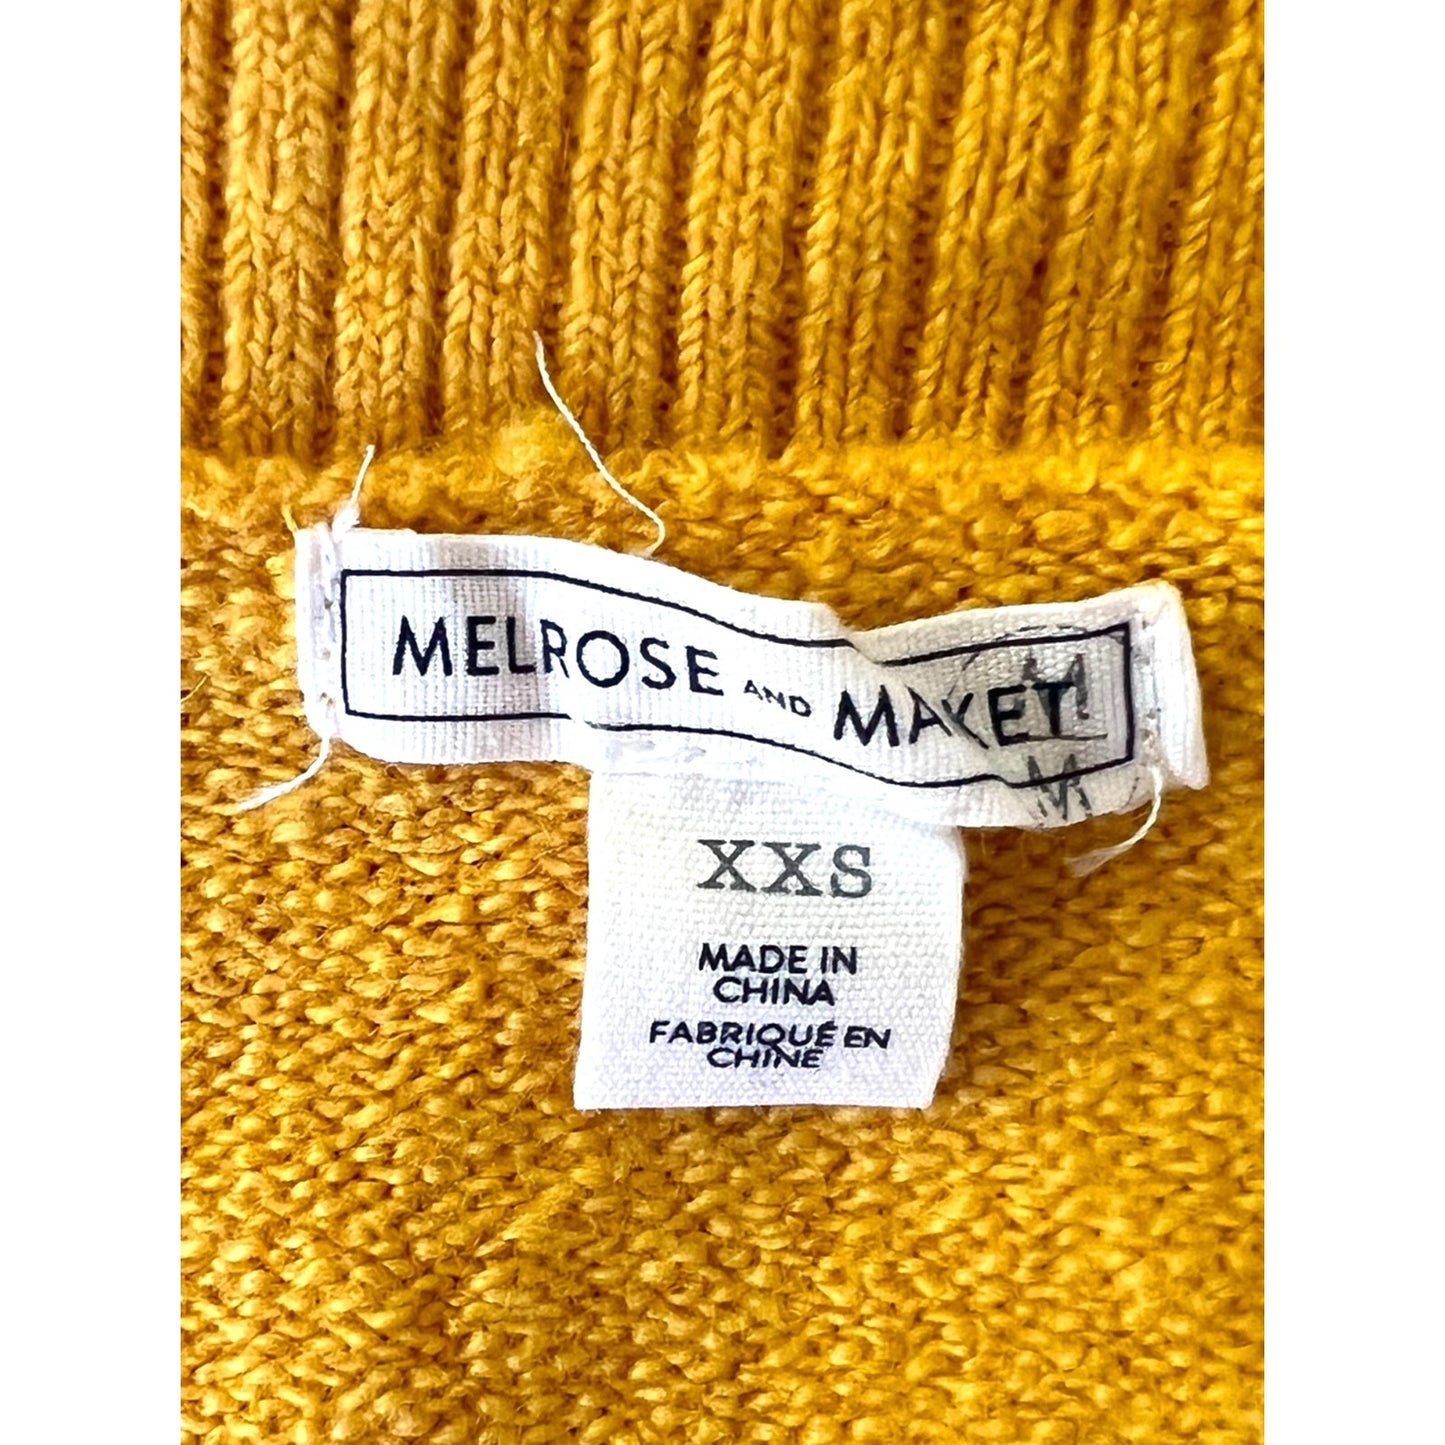 MELROSE AND MAKET
XXS
MADE IN
CHINA
FABRIQUÉ EN
CHINE